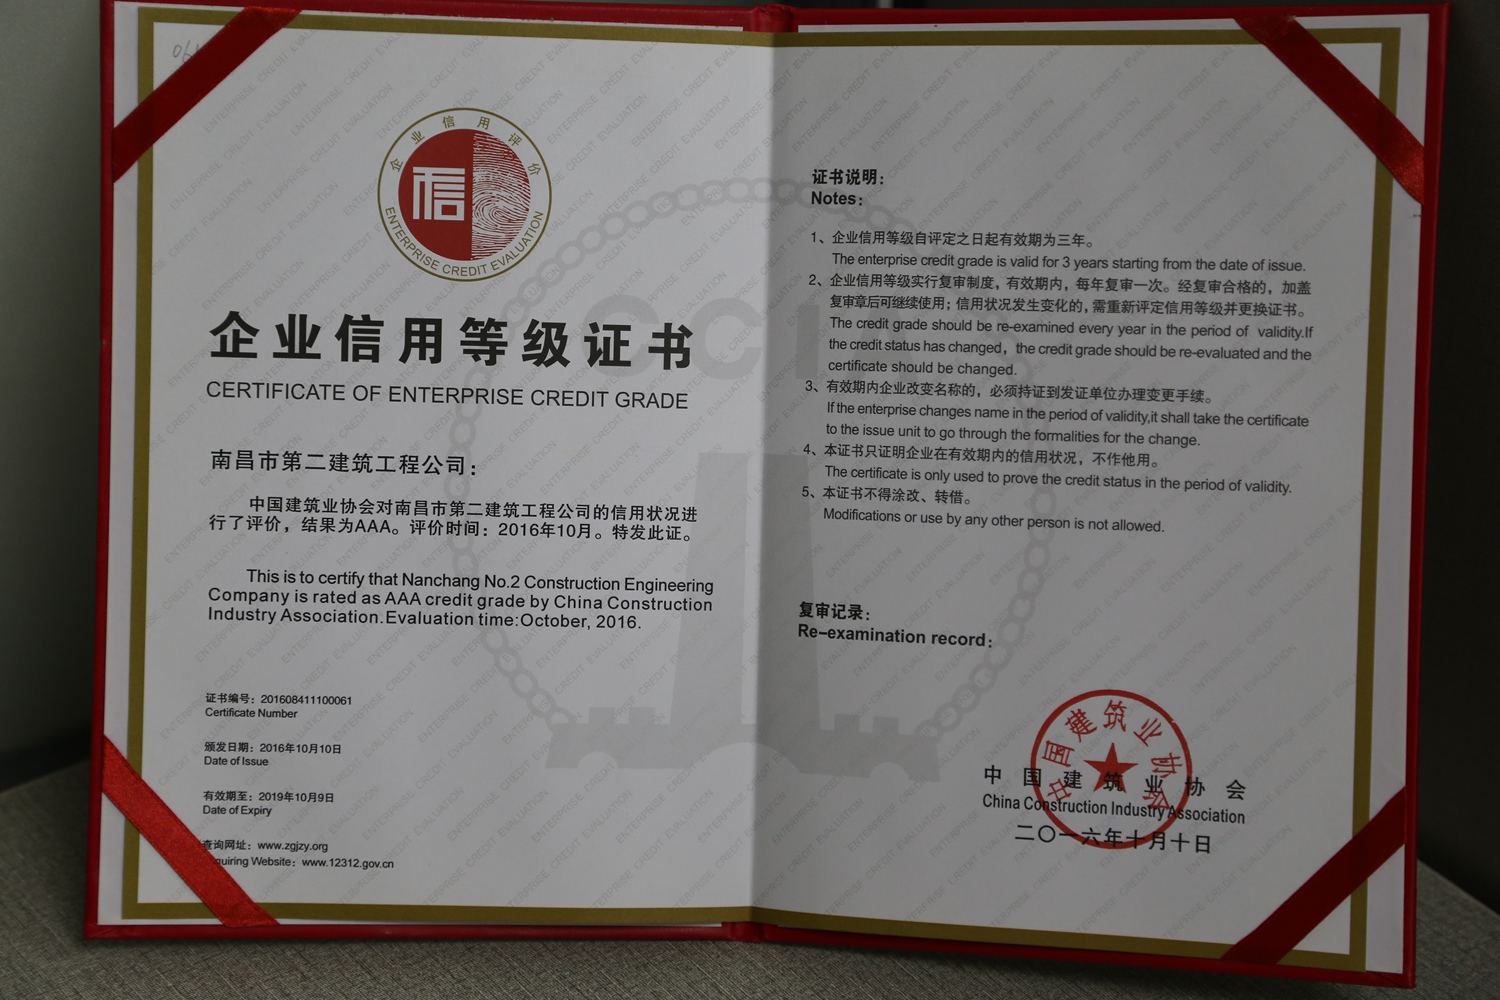 企业信用评价
信
ENTERPRISE CREDIT EVALUATION
企业信用等级证书
CERTIFICATE OF ENTERPRISE CREDIT GRADE
南昌市第二建筑工程公司：
中国建筑业协会对南昌市第二建筑工程公司的信用状况进
行了评价，结果为AAA。评价时间：2016年10月。特发此证。
This is to certify that Nanchang No.2 Construction Engineering
Company is rated as AAA credit grade by China Construction
Industry Association.Evaluation time:October, 2016.
证书编号：201608411100061
Certificate Number
颁发日期：2016年10月10日
Date of Issue
有效期至：2019年10月9日
Date of Expiry
查询网址：www.zgjzy.org
quiring Website：www.12312.gov.cn
证书说明：
Notes：
1、企业信用等级自评定之日起有效期为三年。
The enterprise credit grade is valid for 3 years starting from the date of issue.
2、企业信用等级实行复审制度，有效期内，每年复审一次。经复审合格的，加盖
复审章后可继续使用；信用状况发生变化的，需重新评定信用等级并更换证书。
The credit grade should be re-examined every year in the period of validity.If
the credit status has changed，the credit grade should be re-evaluated and the
certificate should be changed.
3、有效期内企业改变名称的，必须持证到发证单位办理变更手续。
If the enterprise changes name in the period of validity,it shall take the certificate
to the issue unit to go through the formalities for the change.
4、本证书只证明企业在有效期内的信用状况，不作他用。
The certificate is only used to prove the credit status in the period of validity.
5、本证书不得涂改、转借。
Modifications or use by any other person is not allowed.
复审记录：
Re-examination record：
中国建筑业协会
中国建筑业协会
China Construction Industry Association
二〇一六年十月十日